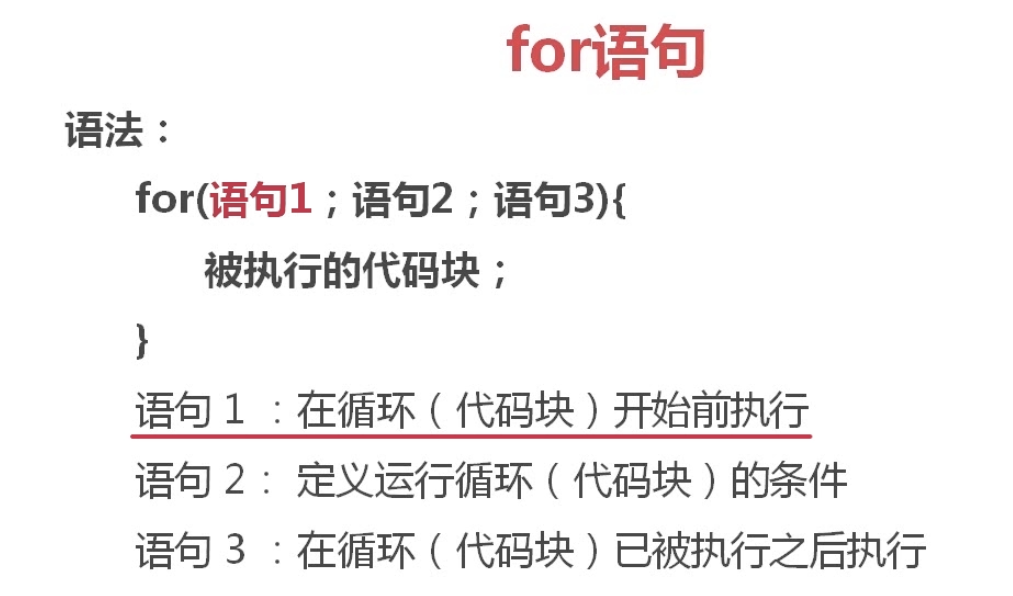 for语句
语法：
for(语句1；语句2；语句3){
被执行的代码块；
}
语句 1 ：在循环（代码块）开始前执行
语句 2： 定义运行循环（代码块）的条件
语句 3 ：在循环（代码块）已被执行之后执行